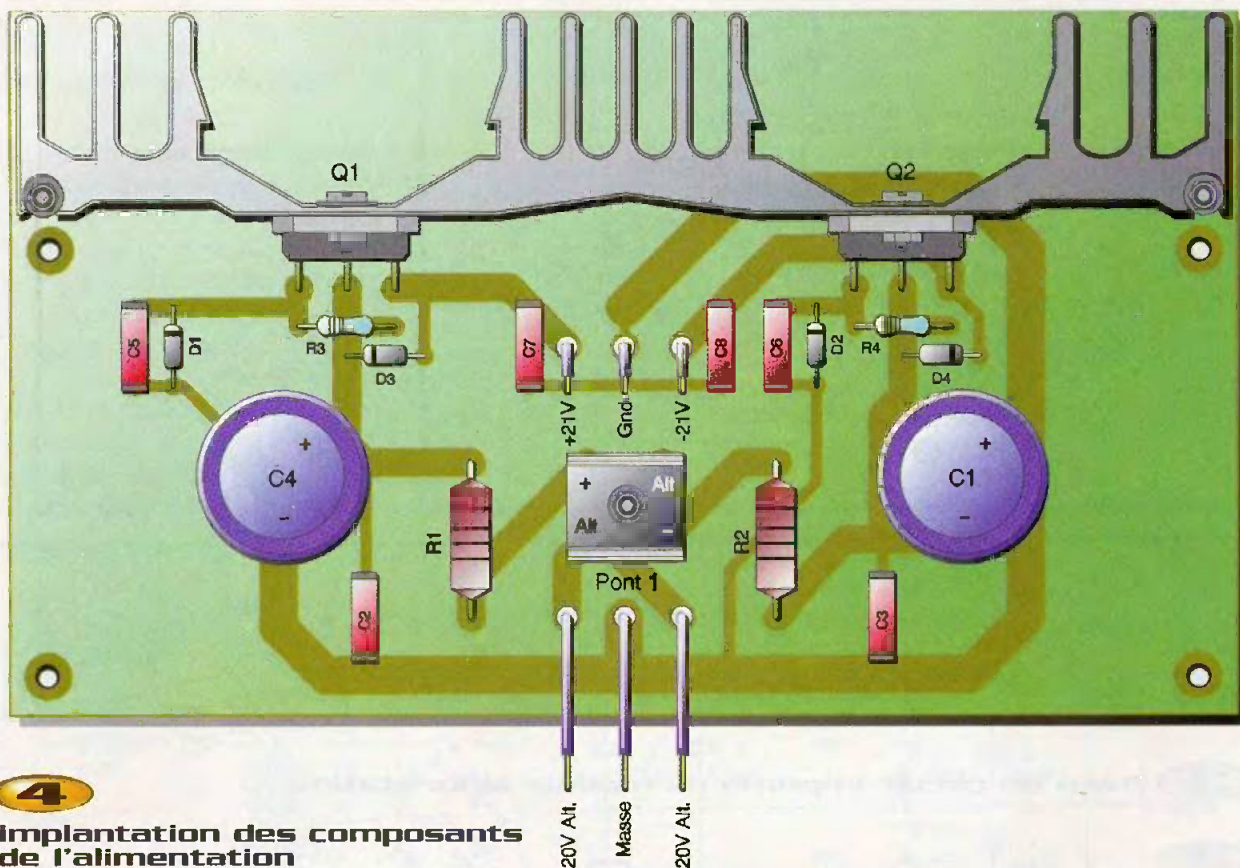 Q1
Q2
C5
D1
R3
D3
C7
C8
C6
D2
R4
D4
+21V
Gnd
-21V
C4
+
-
R1
+
Alt
Alt
-
Pont 1
R2
C1
+
-
C2
C3
20V Alt.
Masse
20V Alt.
4
implantation des composants
de l'alimentation